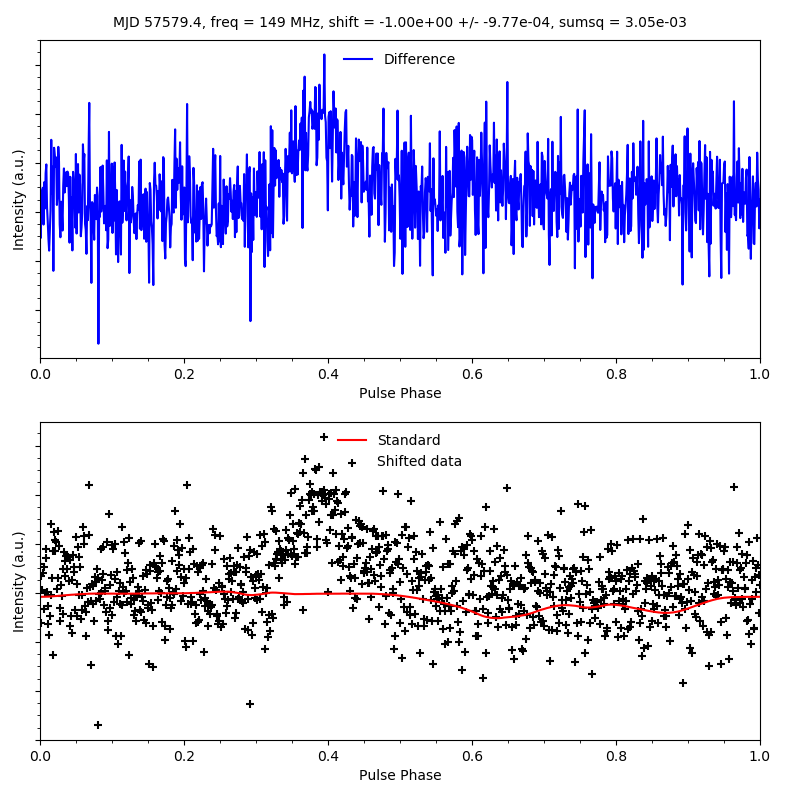 MJD 57579.4, freq = 149 MHz, shift = -1.00e+00 +/- -9.77e-04, sumsq = 3.05e-03
Difference
Intensity (a.u.)
0.0 0.2 0.4 0.6 0.8 1.0
Pulse Phase
Standard
Shifted data
Intensity (a.u.)
0.0 0.2 0.4 0.6 0.8 1.0
Pulse Phase